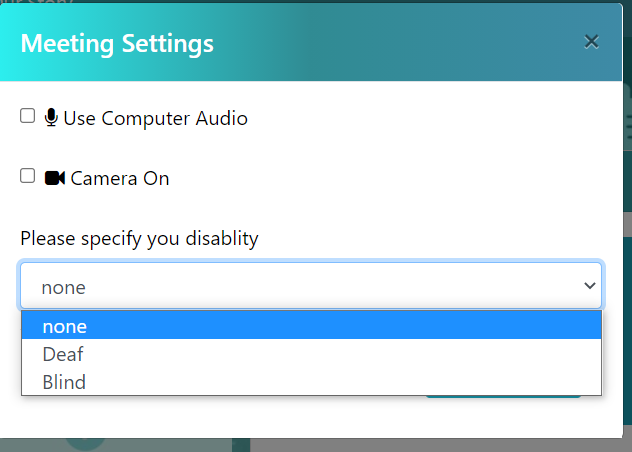 Meeting Settings
×
Use Computer Audio
Camera On
Please specify you disablity
none
none
Deaf
Blind